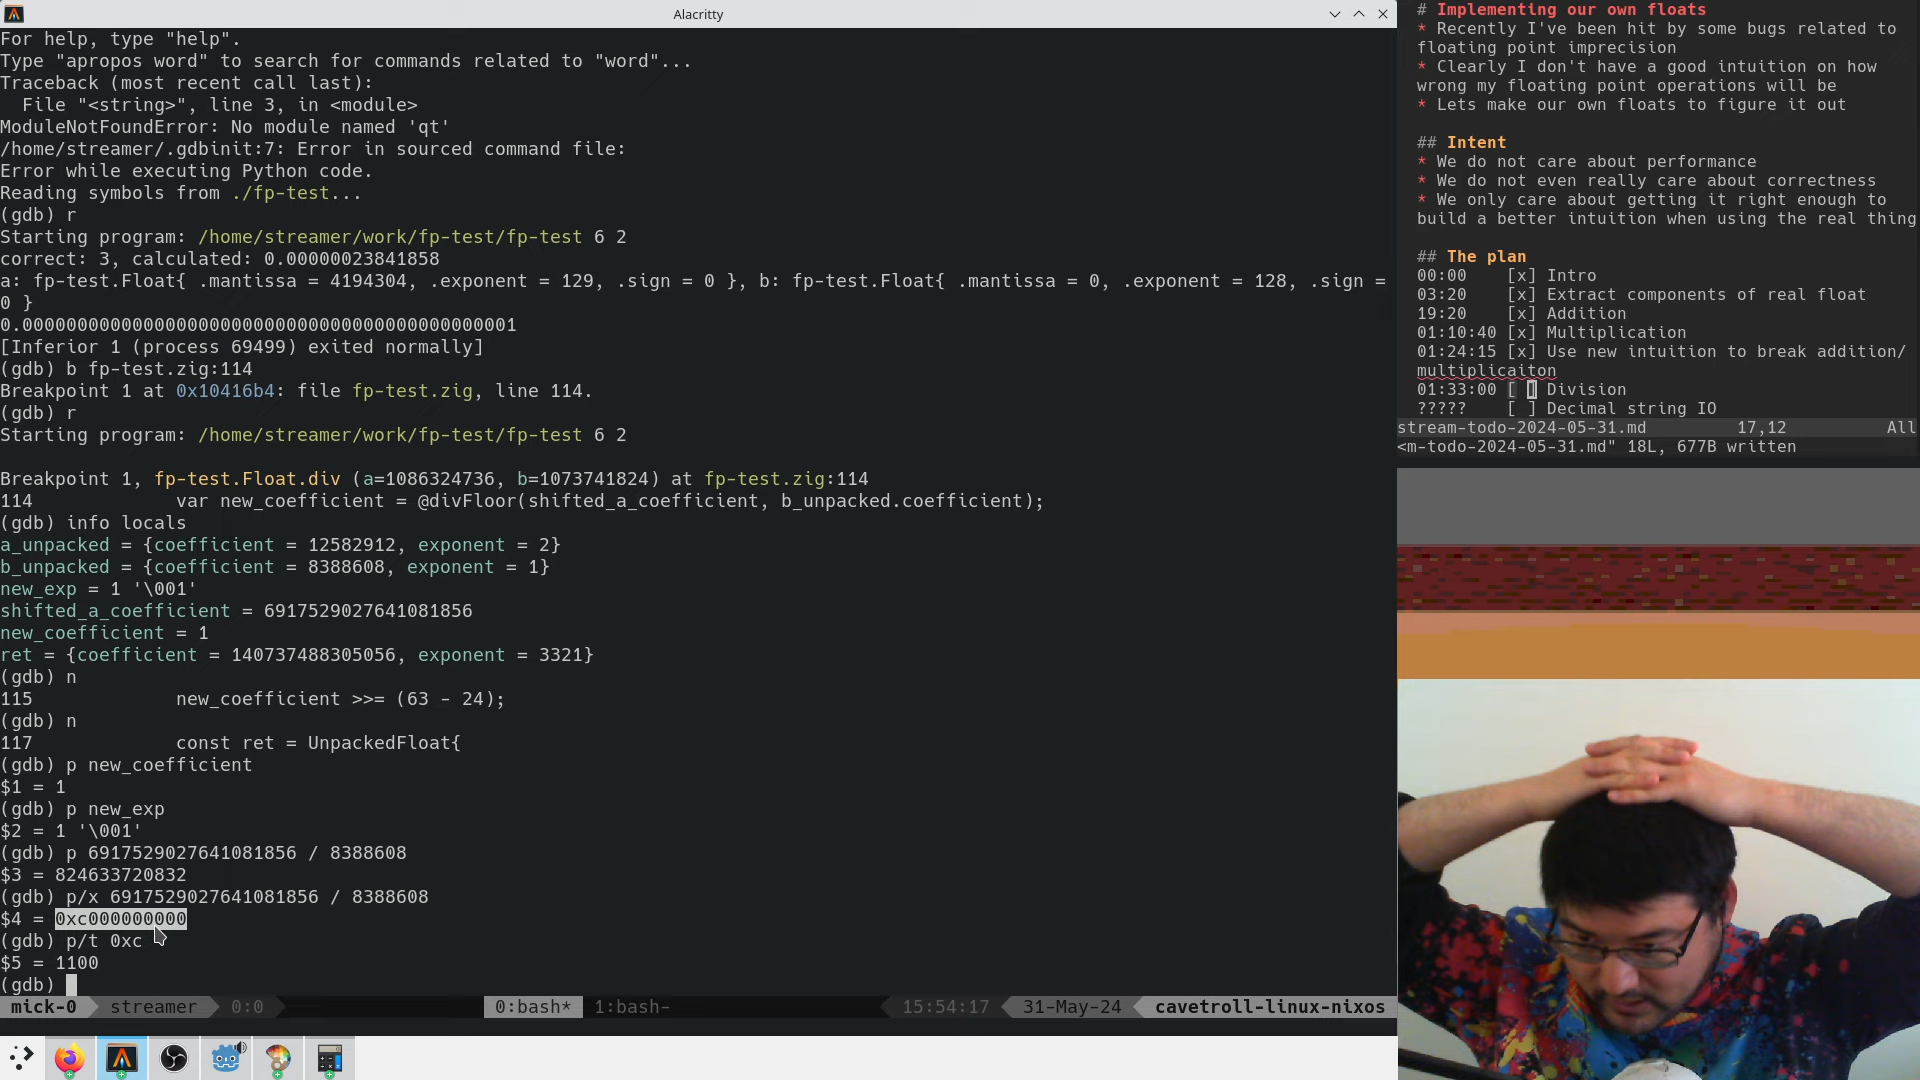 Alacritty
For help, type "help".
Type "apropos word" to search for commands related to "word"...
Traceback (most recent call last):
  File "<string>", line 3, in <module>
ModuleNotFoundError: No module named 'qt'
/home/streamer/.gdbinit:7: Error in sourced command file:
Error while executing Python code.
Reading symbols from ./fp-test...
(gdb) r
Starting program: /home/streamer/work/fp-test/fp-test 6 2
correct: 3, calculated: 0.00000023841858
a: fp-test.Float{ .mantissa = 4194304, .exponent = 129, .sign = 0 }, b: fp-test.Float{ .mantissa = 0, .exponent = 128, .sign =
0 }
[Inferior 1 (process 69499) exited normally]
(gdb) b fp-test.zig:114
Breakpoint 1 at 0x10416b4: file fp-test.zig, line 114.
(gdb) r
Starting program: /home/streamer/work/fp-test/fp-test 6 2
Breakpoint 1, fp-test.Float.div (a=1086324736, b=1073741824) at fp-test.zig:114
114             var new_coefficient = @divFloor(shifted_a_coefficient, b_unpacked.coefficient);
(gdb) info locals
a_unpacked = {coefficient = 12582912, exponent = 2}
b_unpacked = {coefficient = 8388608, exponent = 1}
new_exp = 1 '\001'
shifted_a_coefficient = 6917529027641081856
new_coefficient = 1
ret = {coefficient = 140737488305056, exponent = 3321}
(gdb) n
115             new_coefficient >>= (63 - 24);
(gdb) n
117             const ret = UnpackedFloat{
(gdb) p new_coefficient
$1 = 1
(gdb) p new_exp
$2 = 1 '\001'
(gdb) p 6917529027641081856 / 8388608
$3 = 824633720832
(gdb) p/x 6917529027641081856 / 8388608
$4 = 0xc000000000
(gdb) p/t 0xc
$5 = 1100
(gdb)
mick-0 streamer 0:0 0:bash* 1:bash- 15:54:17 31-May-24 cavetroll-linux-nixos
# Implementing our own floats
* Recently I've been hit by some bugs related to
floating point imprecision
* Clearly I don't have a good intuition on how
wrong my floating point operations will be
* Lets make our own floats to figure it out
## Intent
* We do not care about performance
* We do not even really care about correctness
* We only care about getting it right enough to
build a better intuition when using the real thing
## The plan
00:00    [x] Intro
03:20    [x] Extract components of real float
19:20    [x] Addition
01:10:40 [x] Multiplication
01:24:15 [x] Use new intuition to break addition/
multiplicaiton
01:33:00 [ ] Division
?????    [ ] Decimal string IO
stream-todo-2024-05-31.md 17,12 All
<m-todo-2024-05-31.md" 18L, 677B written